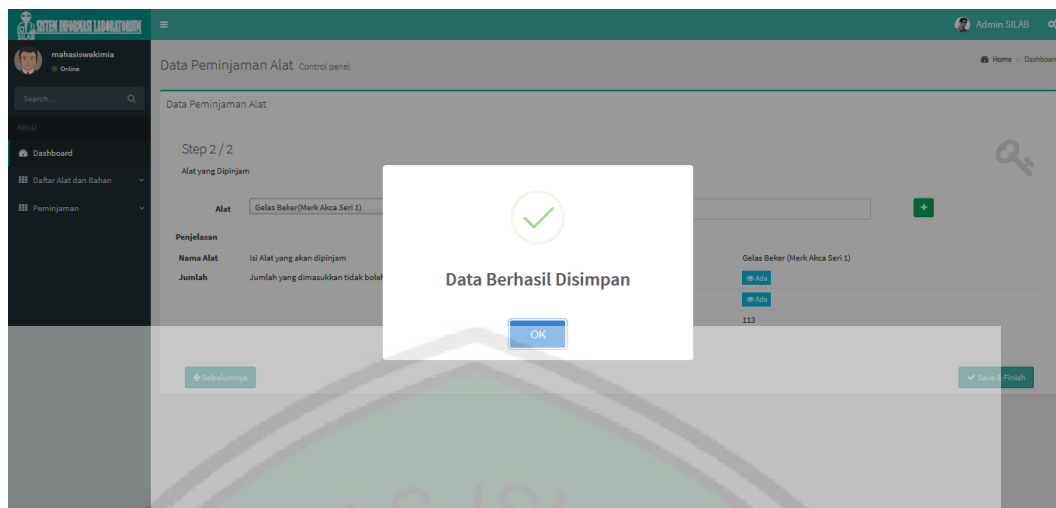 SISTEM INFORMASI LABORATORIUM
SILAB
Admin SILAB
mahasiswakimia
Online
Data Peminjaman Alat Control panel
Home
Dashboard
Search...
Data Peminjaman Alat
MENU
Step 2 / 2
Dashboard
Alat yang Dipinjam
Daftar Alat dan Bahan
Peminjaman
Alat
Gelas Beker(Merk Akca Seri 1)
Penjelasan
Nama Alat Isi Alat yang akan dipinjam
Gelas Beker (Merk Akca Seri 1)
Jumlah Jumlah yang dimasukkan tidak
Ada
Data Berhasil Disimpan
Ada
113
OK
Sebelumnya
Save & Finish